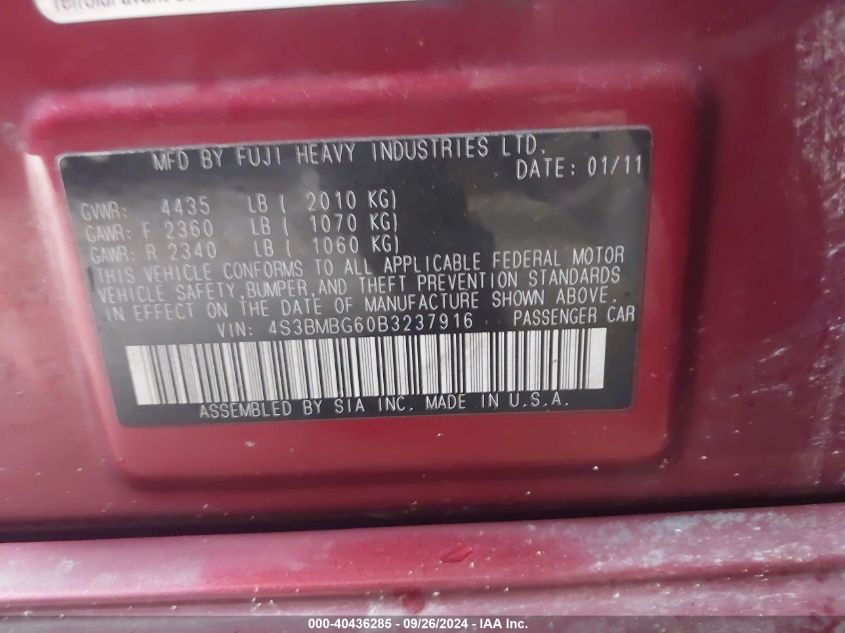 MFD BY FUJI HEAVY INDUSTRIES LTD.
DATE: 01/11
GVWR: 4435 LB ( 2010 KG)
GAWR: F 2360 LB ( 1070 KG)
GAWR: R 2340 LB ( 1060 KG)
THIS VEHICLE CONFORMS TO ALL APPLICABLE FEDERAL MOTOR
VEHICLE SAFETY, BUMPER, AND THEFT PREVENTION STANDARDS
IN EFFECT ON THE DATE OF MANUFACTURE SHOWN ABOVE.
VIN: 4S3BMBG60B3237916 PASSENGER CAR
ASSEMBLED BY SIA INC. MADE IN U.S.A.
000-40436285 - 09/26/2024 - IAA Inc.